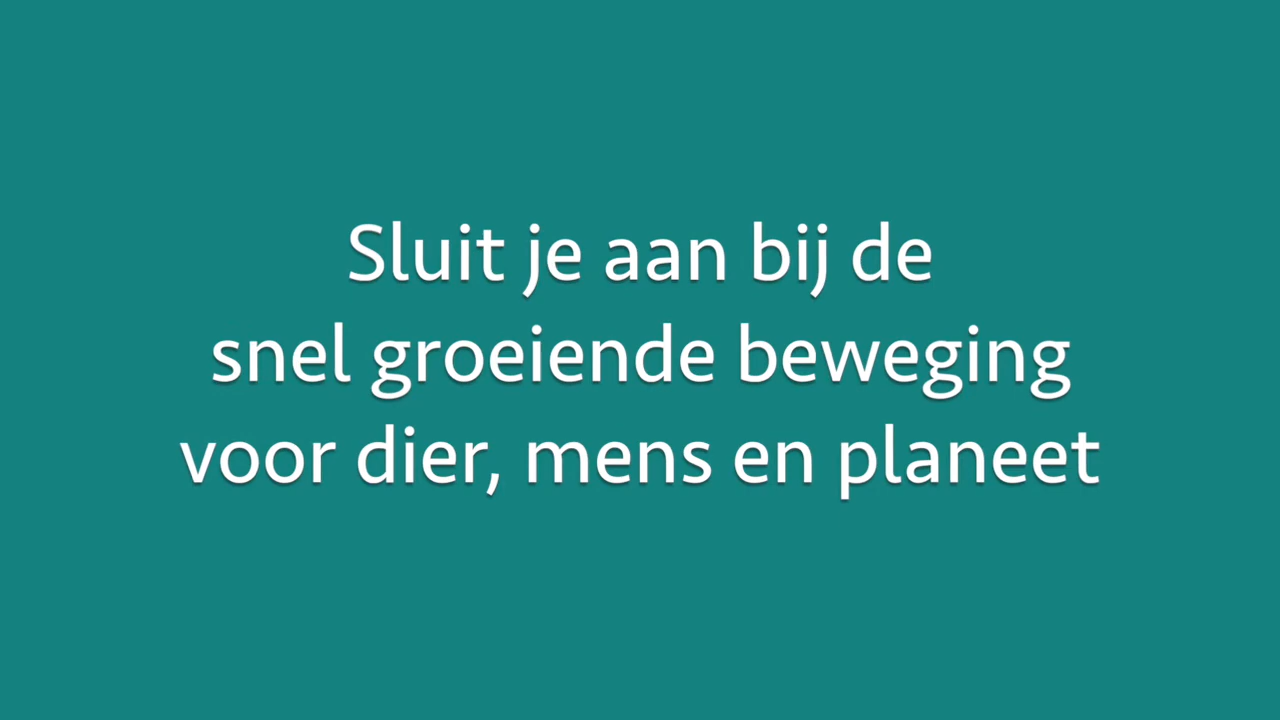 Sluit je aan bij de
snel groeiende beweging
voor dier, mens en planeet